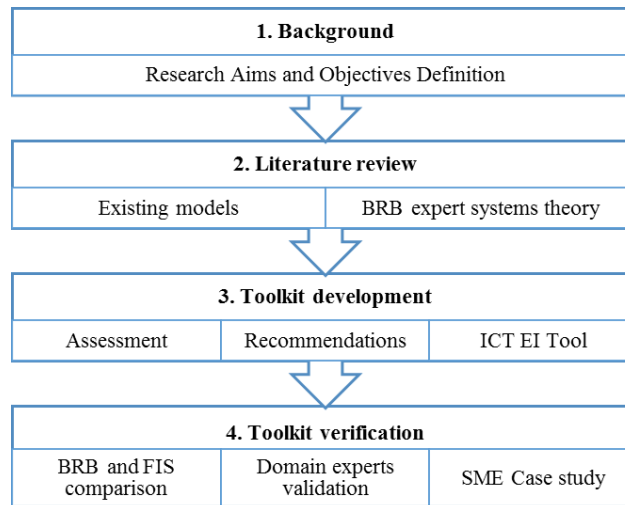 1. Background
Research Aims and Objectives Definition
2. Literature review
Existing models
BRB expert systems theory
3. Toolkit development
Assessment
Recommendations
ICT EI Tool
4. Toolkit verification
BRB and FIS
comparison
Domain experts
validation
SME Case study